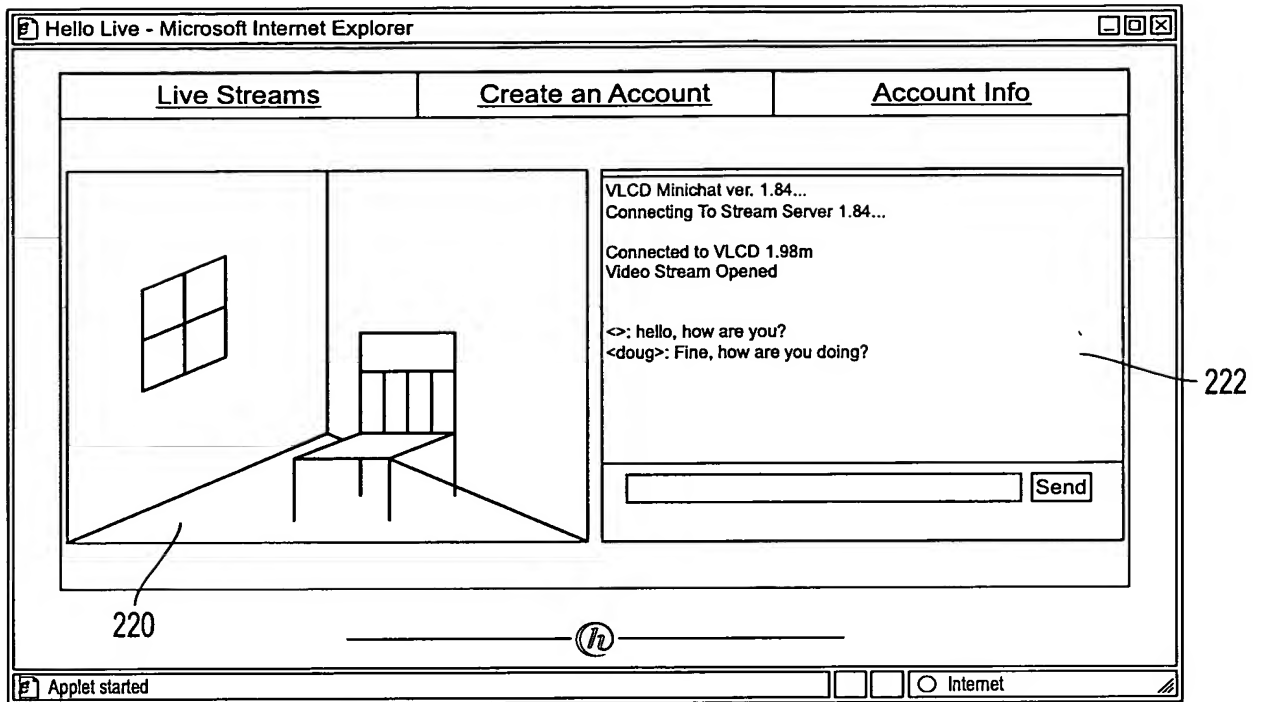 Hello Live - Microsoft Internet Explorer
Live Streams
Create an Account
Account Info
VLCD Minichat ver. 1.84...
Connecting To Stream Server 1.84...
Connected to VLCD 1.98m
Video Stream Opened
<>: hello, how are you?
<doug>: Fine, how are you doing?
222
Send
220
h
Applet started
Internet